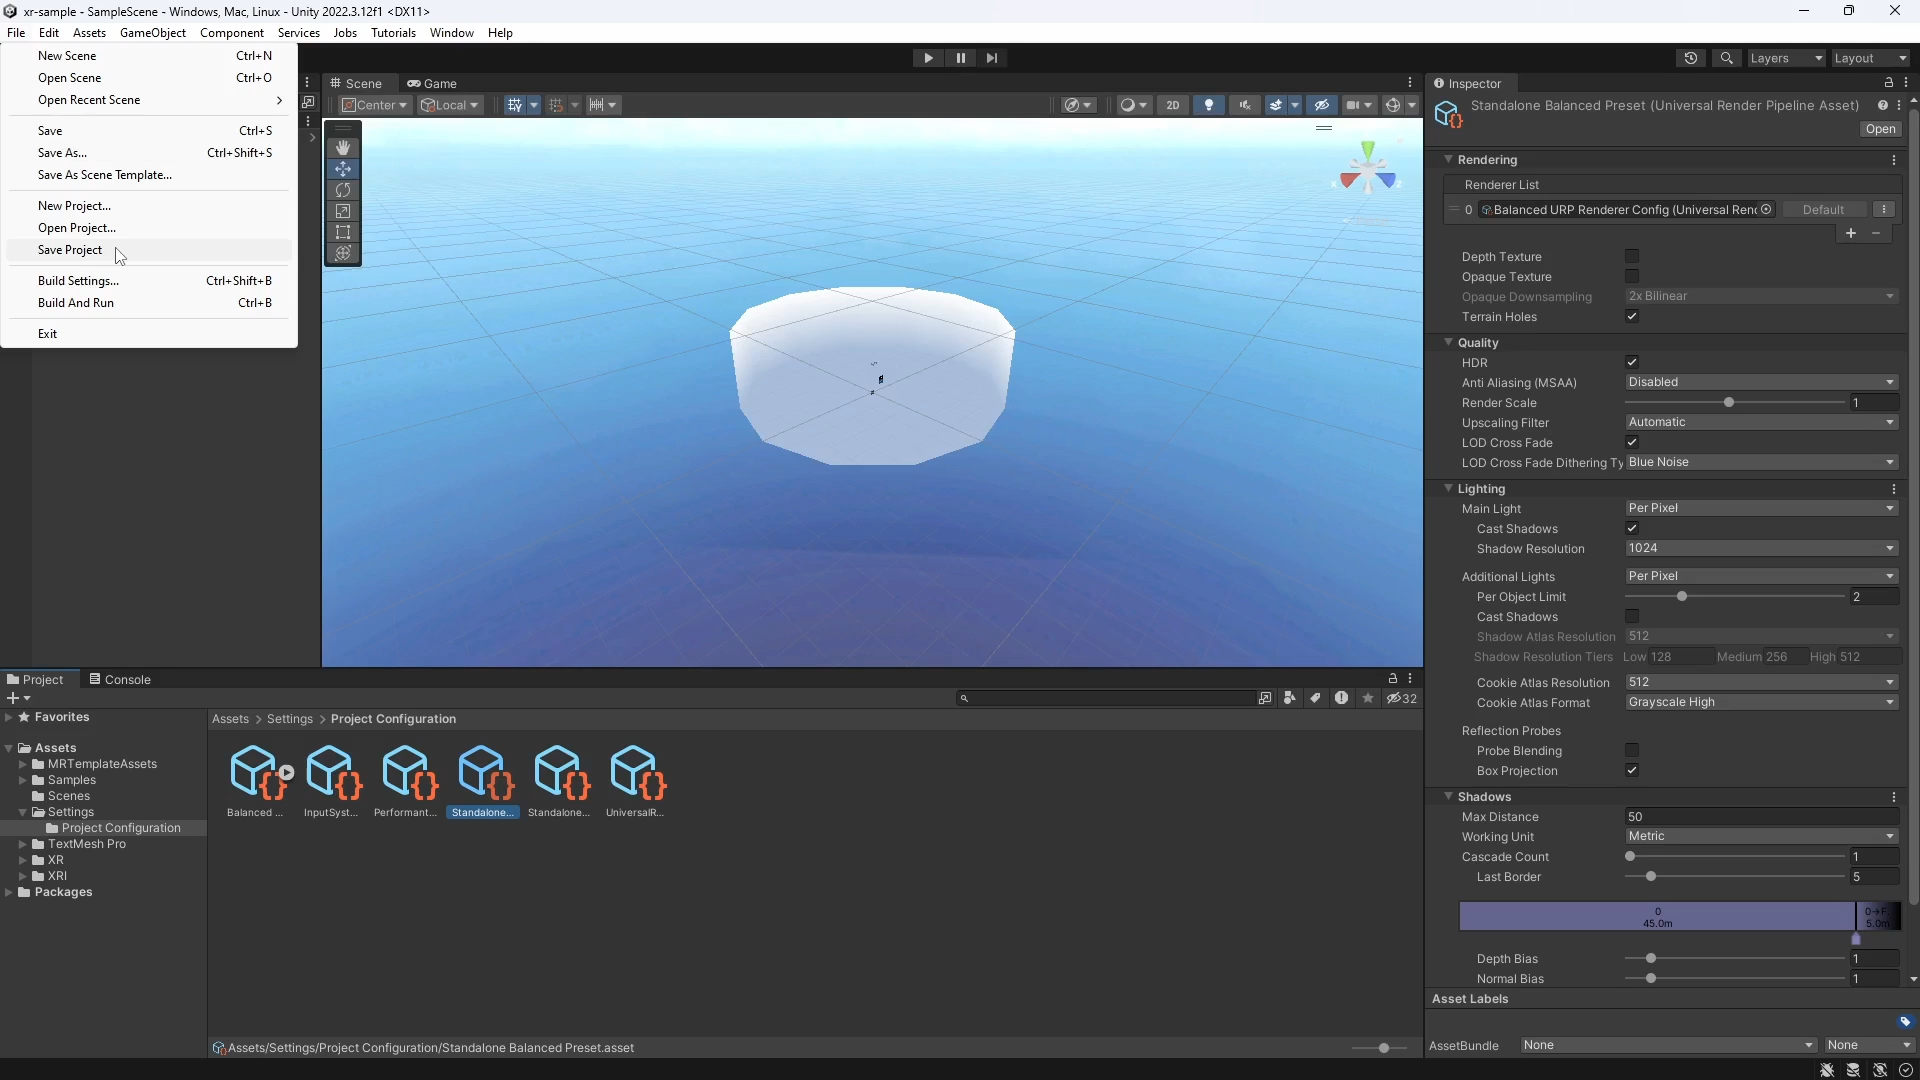 xr-sample - SampleScene - Windows, Mac, Linux - Unity 2022.3.12f1 <DX11>
File Edit Assets GameObject Component Services Jobs Tutorials Window Help
New Scene Ctrl+N
Open Scene Ctrl+O
Open Recent Scene
Save Ctrl+S
Save As... Ctrl+Shift+S
Save As Scene Template...
New Project...
Open Project...
Save Project
Build Settings... Ctrl+Shift+B
Build And Run Ctrl+B
Exit
Layers Layout
Scene Game
Center Local 2D
Inspector
Standalone Balanced Preset (Universal Render Pipeline Asset)
Open
Rendering
Renderer List
0 Balanced URP Renderer Config (Universal Rend Default
Depth Texture
Opaque Texture
Opaque Downsampling 2x Bilinear
Terrain Holes
Quality
HDR
Anti Aliasing (MSAA) Disabled
Render Scale 1
Upscaling Filter Automatic
LOD Cross Fade
LOD Cross Fade Dithering Ty Blue Noise
Lighting
Main Light Per Pixel
Cast Shadows
Shadow Resolution 1024
Additional Lights Per Pixel
Per Object Limit 2
Cast Shadows
Shadow Atlas Resolution 512
Shadow Resolution Tiers Low 128 Medium 256 High 512
Cookie Atlas Resolution 512
Cookie Atlas Format Grayscale High
Reflection Probes
Probe Blending
Box Projection
Shadows
Max Distance 50
Working Unit Metric
Cascade Count 1
Last Border 5
0 0→F
45.0m 5.0m
Depth Bias 1
Normal Bias 1
Asset Labels
AssetBundle None None
Project Console
32
Favorites
Assets
MRTemplateAssets
Samples
Scenes
Settings
Project Configuration
TextMesh Pro
XR
XRI
Packages
Assets > Settings > Project Configuration
Balanced ... InputSyst... Performant... Standalone... Standalone... UniversalR...
Assets/Settings/Project Configuration/Standalone Balanced Preset.asset